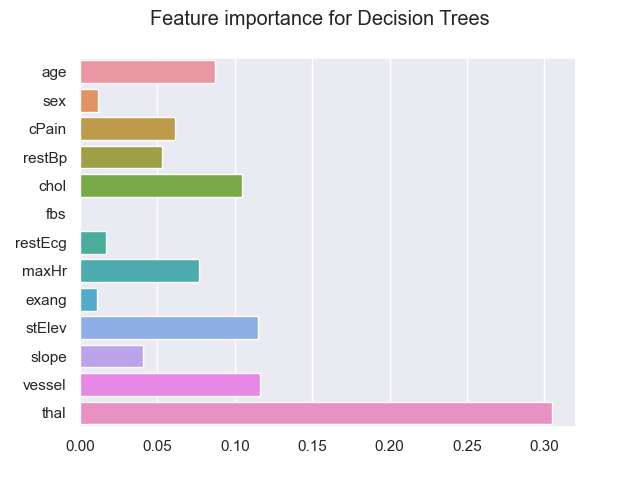 Feature importance for Decision Trees
age
sex
cPain
restBp
chol
fbs
restEcg
maxHr
exang
stElev
slope
vessel
thal
0.00 0.05 0.10 0.15 0.20 0.25 0.30